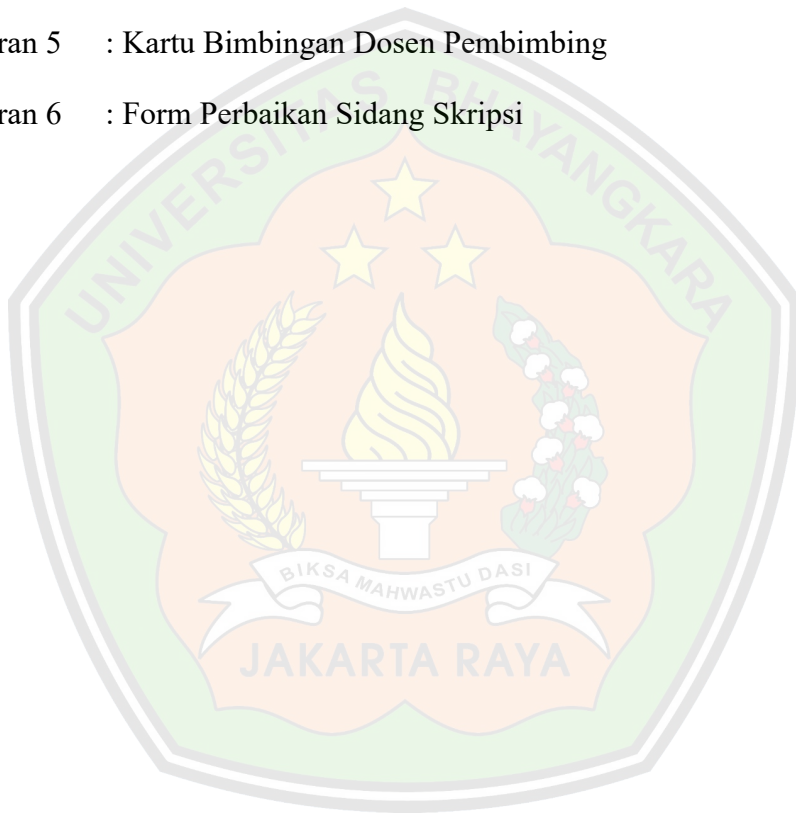 ran 5 : Kartu Bimbingan Dosen Pembimbing
ran 6 : Form Perbaikan Sidang Skripsi
UNIVERSITAS BHAYANGKARA
BIKSA MAHWASTU DASI
JAKARTA RAYA